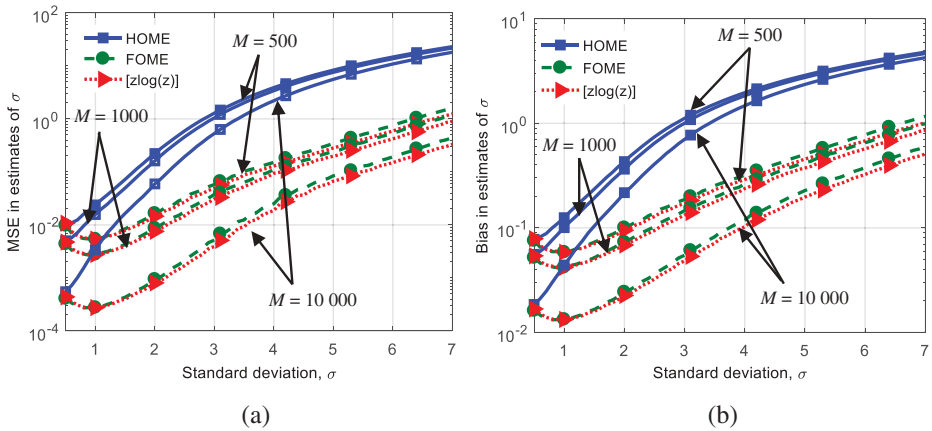 10^2
10^0
10^-2
10^-4
MSE in estimates of σ
HOME
FOME
[zlog(z)]
M = 500
M = 1000
M = 10 000
1 2 3 4 5 6 7
Standard deviation, σ
(a)
10^1
10^0
10^-1
10^-2
Bias in estimates of σ
HOME
FOME
[zlog(z)]
M = 500
M = 1000
M = 10 000
1 2 3 4 5 6 7
Standard deviation, σ
(b)